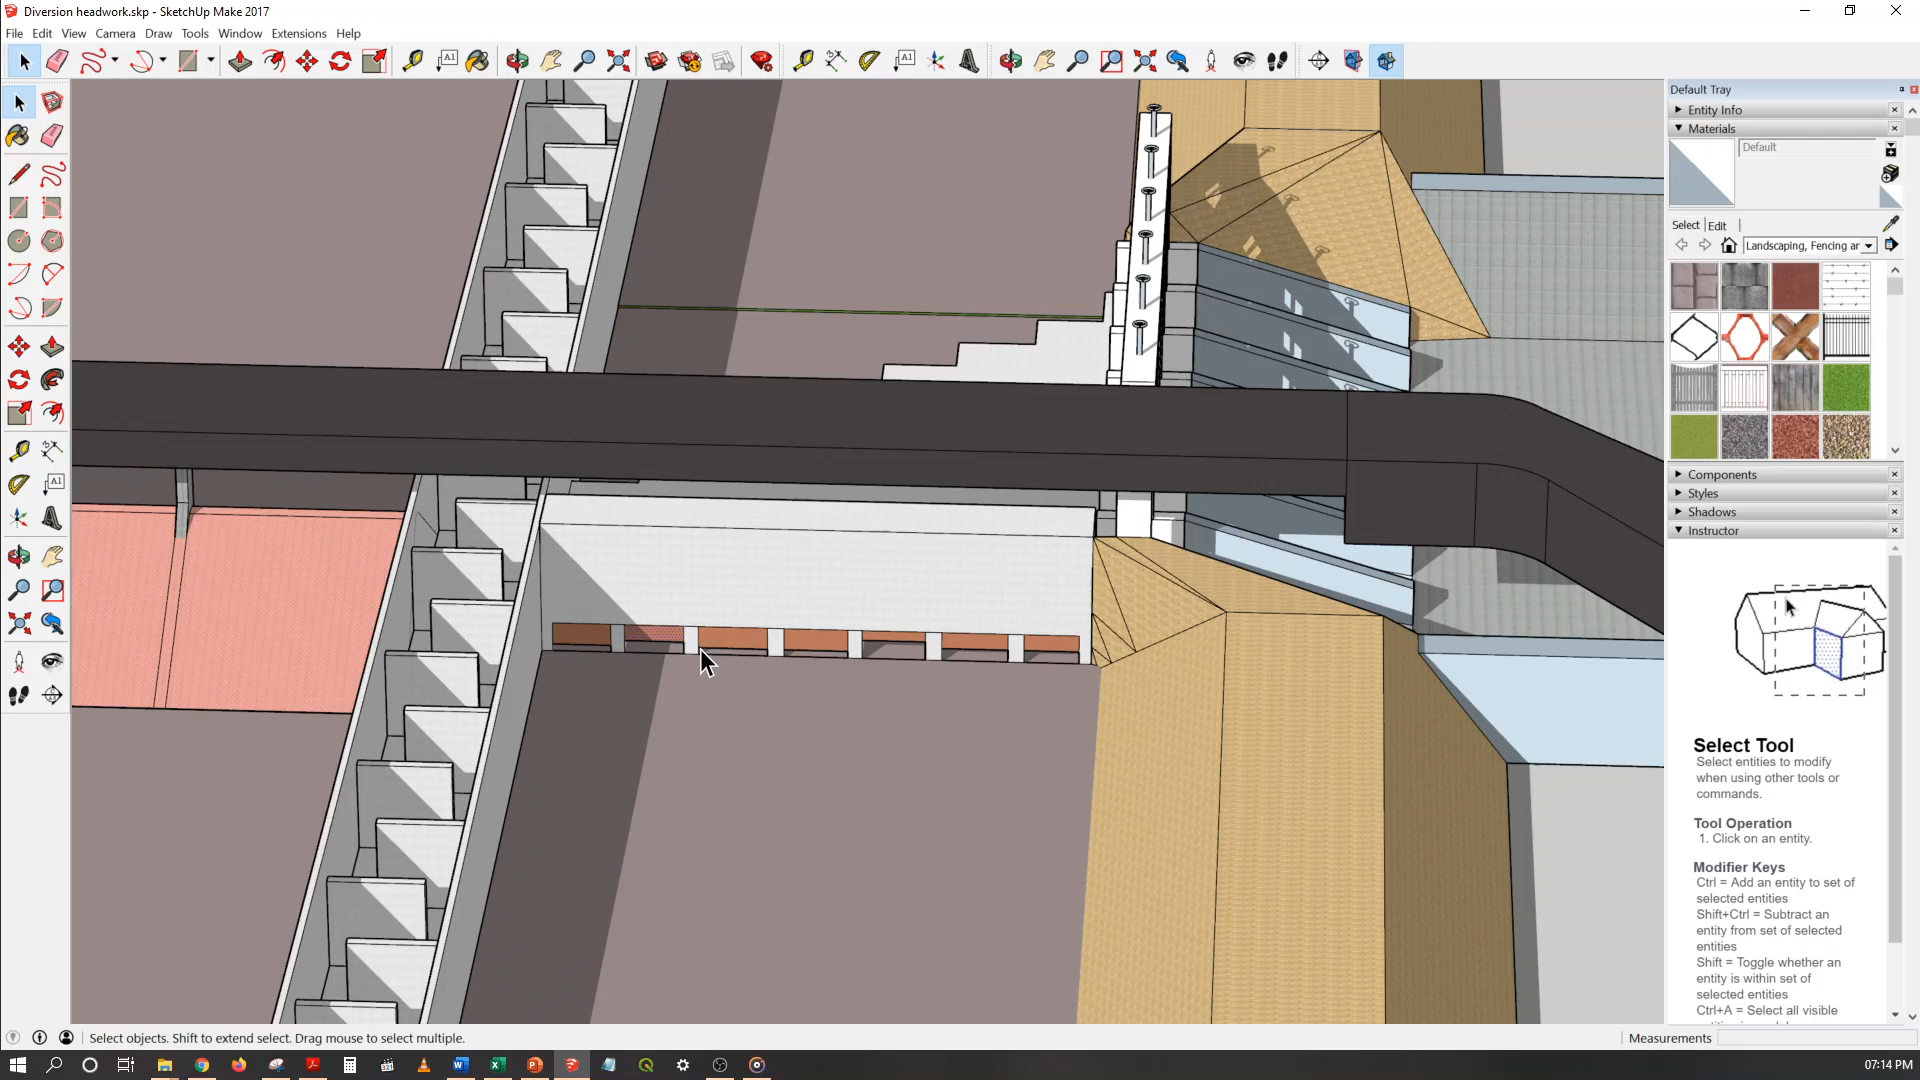 Diversion headwork.skp - SketchUp Make 2017
File Edit View Camera Draw Tools Window Extensions Help
Default Tray
Entity Info
Materials
Default
Select Edit
Landscaping, Fencing ar
Components
Styles
Shadows
Instructor
Select Tool
Select entities to modify
when using other tools or
commands.
Tool Operation
1. Click on an entity.
Modifier Keys
Ctrl = Add an entity to set of
selected entities
Shift+Ctrl = Subtract an
entity from set of selected
entities
Shift = Toggle whether an
entity is within set of
selected entities
Ctrl+A = Select all visible
Select objects. Shift to extend select. Drag mouse to select multiple.
Measurements
07:14 PM